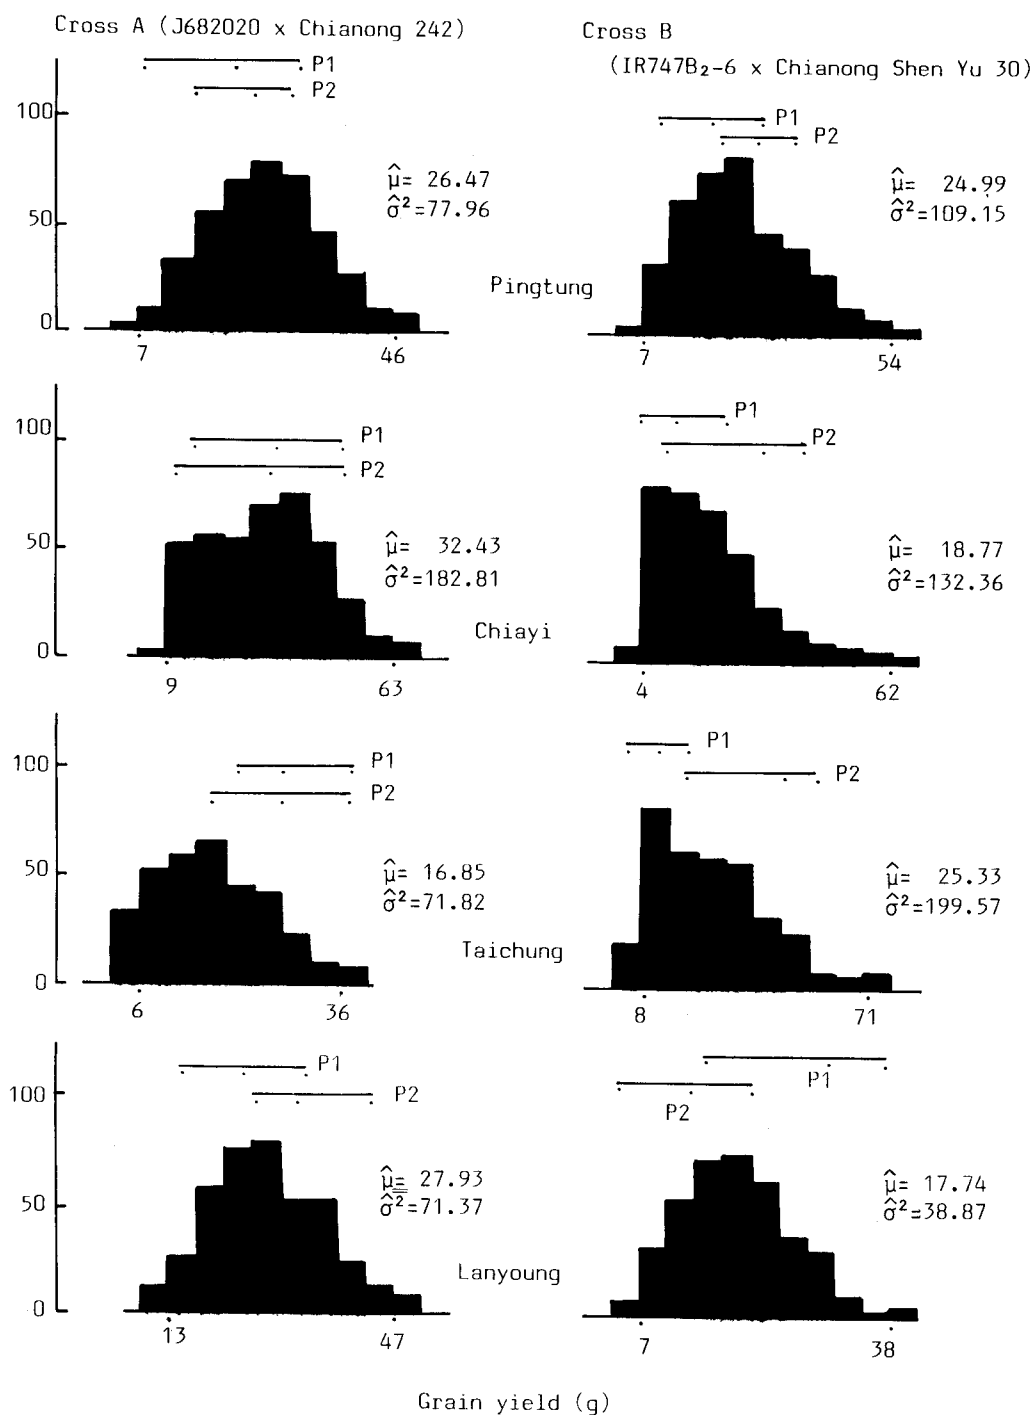 Cross A (J682020 x Chianong 242)
Cross B
(IR747B₂-6 x Chianong Shen Yu 30)
P1
P2
100
50
0
μ̂= 26.47
σ̂²=77.96
7
46
Pingtung
P1
P2
μ̂= 24.99
σ̂²=109.15
7
54
P1
P2
100
50
0
μ̂= 32.43
σ̂²=182.81
9
63
Chiayi
P1
P2
μ̂= 18.77
σ̂²=132.36
4
62
P1
P2
100
50
0
μ̂= 16.85
σ̂²=71.82
6
36
Taichung
P1
P2
μ̂= 25.33
σ̂²=199.57
8
71
P1
P2
100
50
0
μ̂= 27.93
σ̂²=71.37
13
47
Lanyoung
P1
P2
μ̂= 17.74
σ̂²=38.87
7
38
Grain yield (g)